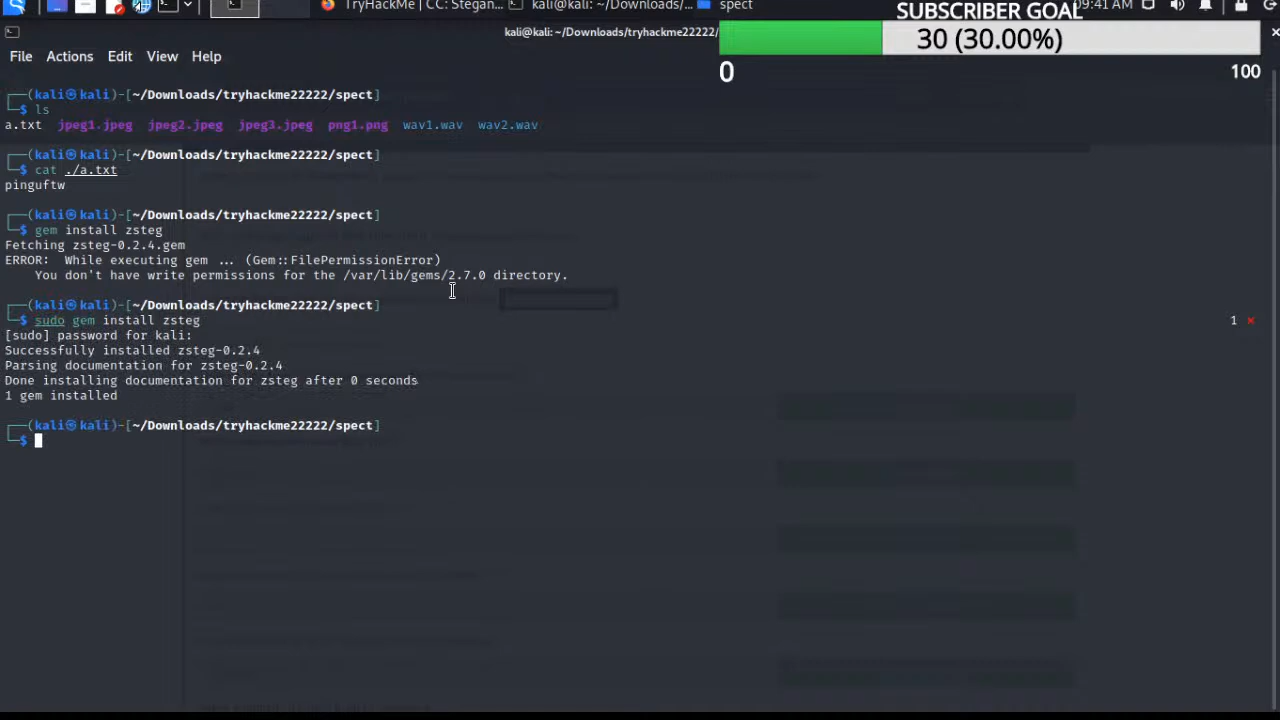 TryHackMe | CC: Stegan...
kali@kali: ~/Downloads/...
spect
09:41 AM
SUBSCRIBER GOAL
30 (30.00%)
0
100
kali@kali: ~/Downloads/tryhackme22222/
File Actions Edit View Help
┌──(kali㉿kali)-[~/Downloads/tryhackme22222/spect]
└─$ ls
a.txt jpeg1.jpeg jpeg2.jpeg jpeg3.jpeg png1.png wav1.wav wav2.wav
┌──(kali㉿kali)-[~/Downloads/tryhackme22222/spect]
└─$ cat ./a.txt
pinguftw
┌──(kali㉿kali)-[~/Downloads/tryhackme22222/spect]
└─$ gem install zsteg
Fetching zsteg-0.2.4.gem
ERROR:  While executing gem ... (Gem::FilePermissionError)
    You don't have write permissions for the /var/lib/gems/2.7.0 directory.
┌──(kali㉿kali)-[~/Downloads/tryhackme22222/spect]
└─$ sudo gem install zsteg 1 ⨯
[sudo] password for kali:
Successfully installed zsteg-0.2.4
Parsing documentation for zsteg-0.2.4
Done installing documentation for zsteg after 0 seconds
1 gem installed
┌──(kali㉿kali)-[~/Downloads/tryhackme22222/spect]
└─$